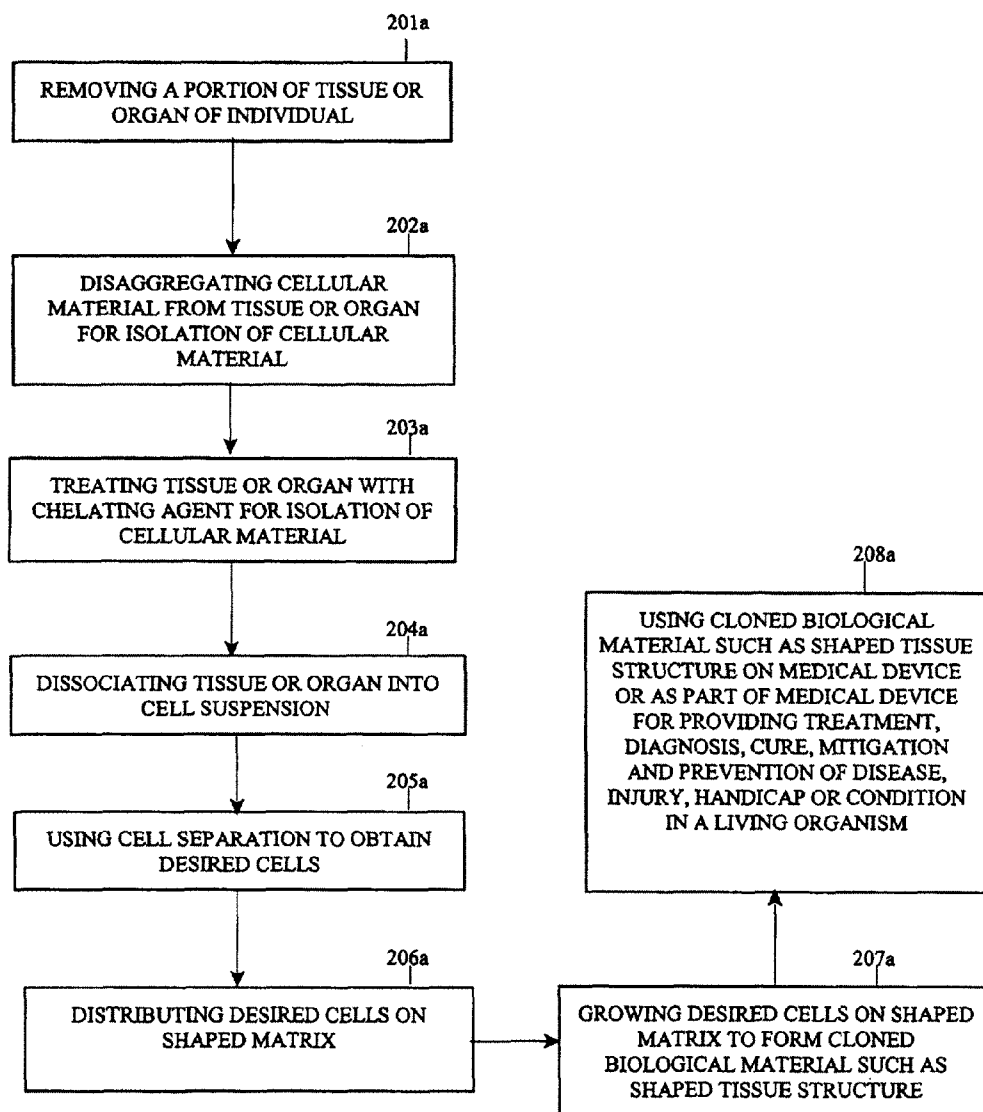 201a
REMOVING A PORTION OF TISSUE OR
ORGAN OF INDIVIDUAL
202a
DISAGGREGATING CELLULAR
MATERIAL FROM TISSUE OR ORGAN
FOR ISOLATION OF CELLULAR
MATERIAL
203a
TREATING TISSUE OR ORGAN WITH
CHELATING AGENT FOR ISOLATION OF
CELLULAR MATERIAL
204a
DISSOCIATING TISSUE OR ORGAN INTO
CELL SUSPENSION
205a
USING CELL SEPARATION TO OBTAIN
DESIRED CELLS
206a
DISTRIBUTING DESIRED CELLS ON
SHAPED MATRIX
207a
GROWING DESIRED CELLS ON SHAPED
MATRIX TO FORM CLONED
BIOLOGICAL MATERIAL SUCH AS
SHAPED TISSUE STRUCTURE
208a
USING CLONED BIOLOGICAL
MATERIAL SUCH AS SHAPED TISSUE
STRUCTURE ON MEDICAL DEVICE
OR AS PART OF MEDICAL DEVICE
FOR PROVIDING TREATMENT,
DIAGNOSIS, CURE, MITIGATION
AND PREVENTION OF DISEASE,
INJURY, HANDICAP OR CONDITION
IN A LIVING ORGANISM